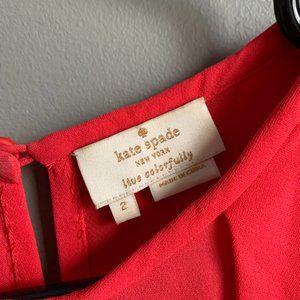 kate spade
NEW YORK
live colorfully
2
MADE IN CHINA